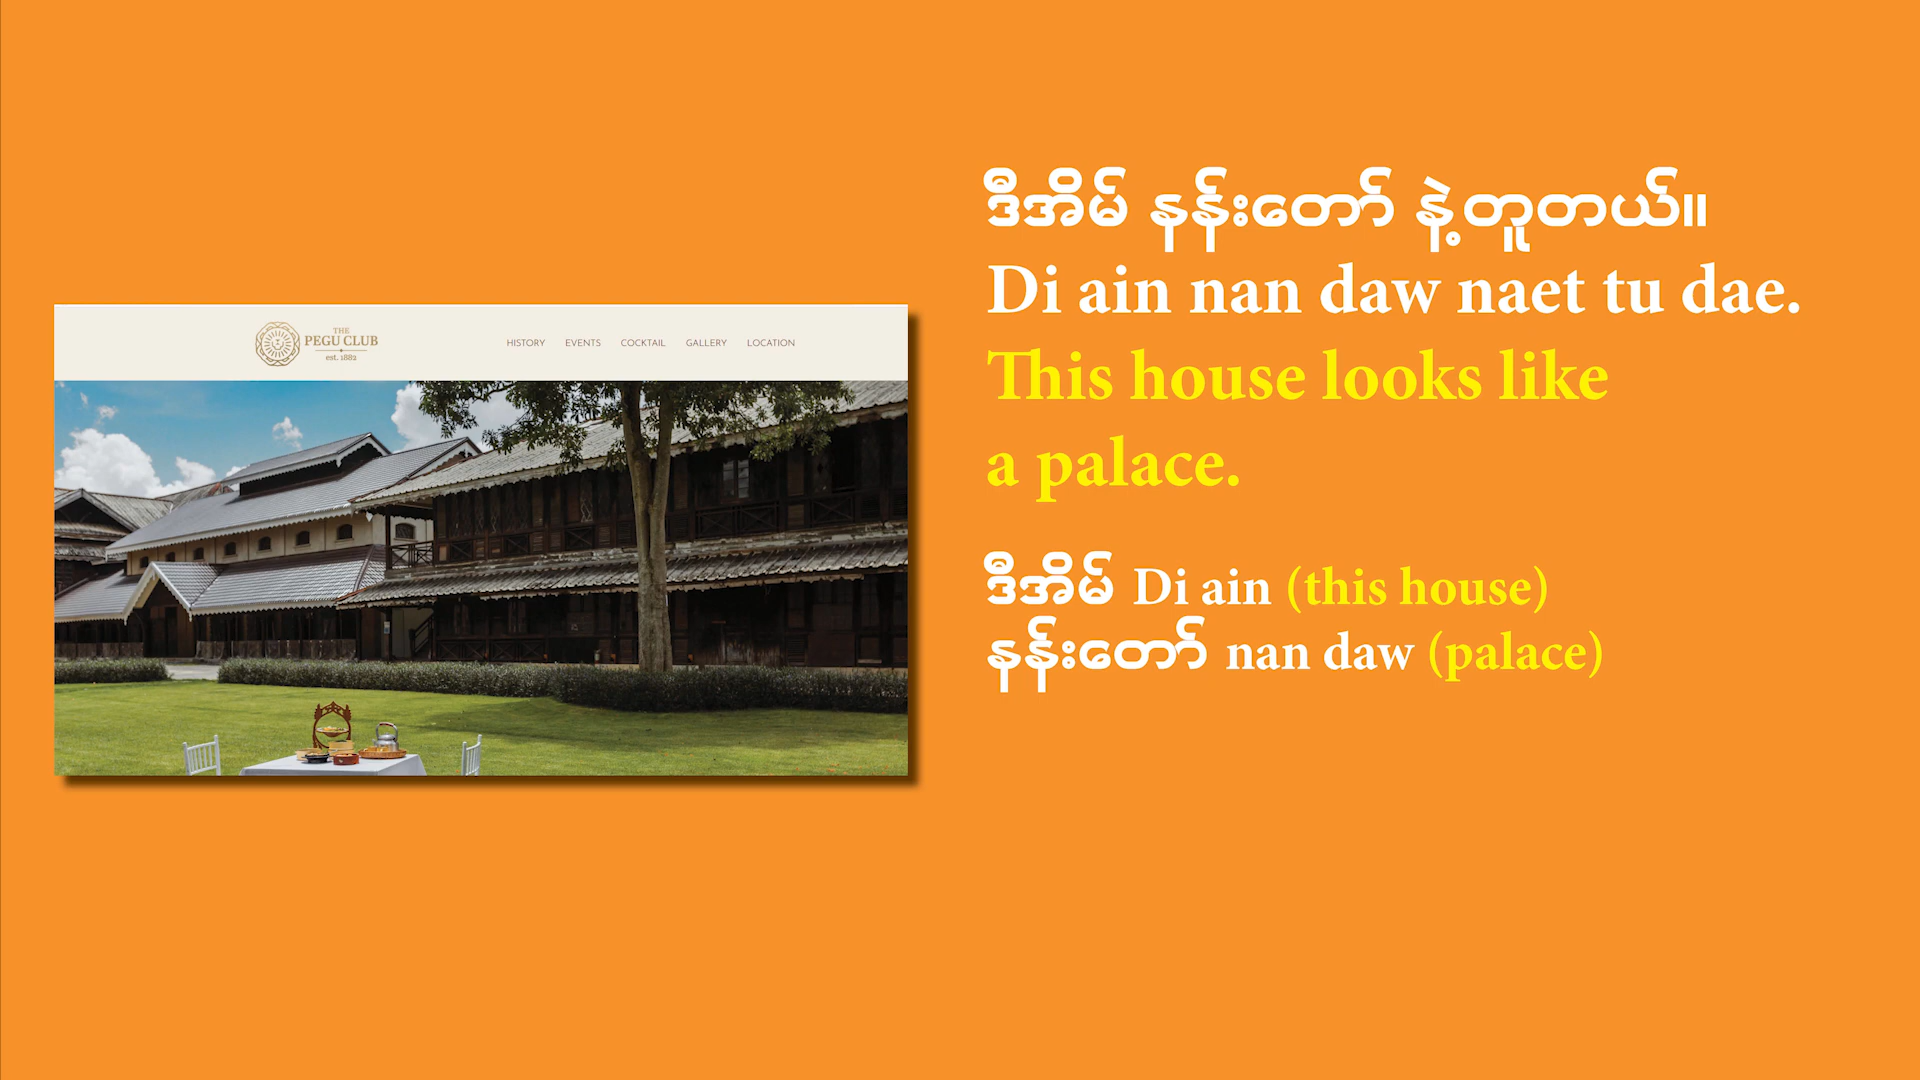 THE
PEGU CLUB
est. 1882
HISTORY EVENTS COCKTAIL GALLERY LOCATION
ဒီအိမ် နန်းတော် နဲ့တူတယ်။
Di ain nan daw naet tu dae.
This house looks like
a palace.
ဒီအိမ် Di ain (this house)
နန်းတော် nan daw (palace)